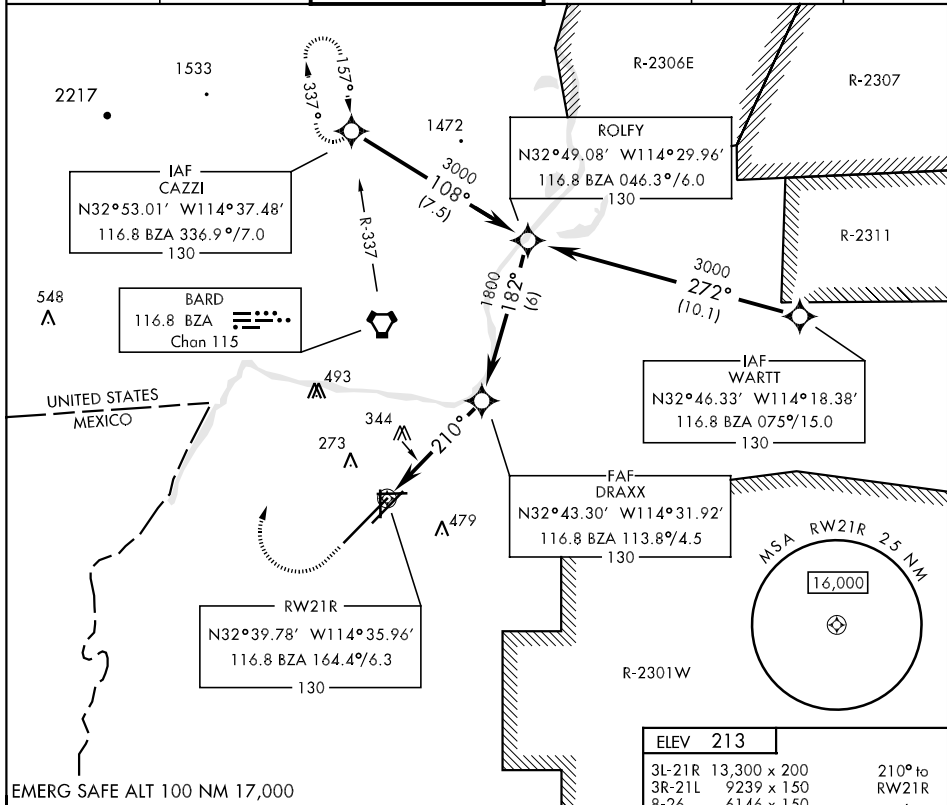 1533
2217
157°
337°
1472
R-2306E
R-2307
IAF
CAZZI
N32°53.01' W114°37.48'
116.8 BZA 336.9°/7.0
130
3000
108°
(7.5)
ROLFY
N32°49.08' W114°29.96'
116.8 BZA 046.3°/6.0
130
R-2311
R-337
548
BARD
116.8 BZA
Chan 115
1800
182°
(6)
3000
272°
(10.1)
IAF
WARTT
N32°46.33' W114°18.38'
116.8 BZA 075°/15.0
130
UNITED STATES
MEXICO
493
344
273
210°
479
FAF
DRAXX
N32°43.30' W114°31.92'
116.8 BZA 113.8°/4.5
130
MSA RW21R 25 NM
16,000
RW21R
N32°39.78' W114°35.96'
116.8 BZA 164.4°/6.3
130
R-2301W
ELEV 213
3L-21R 13,300 x 200 210° to
3R-21L 9239 x 150 RW21R
8-26 6146 x 150
EMERG SAFE ALT 100 NM 17,000